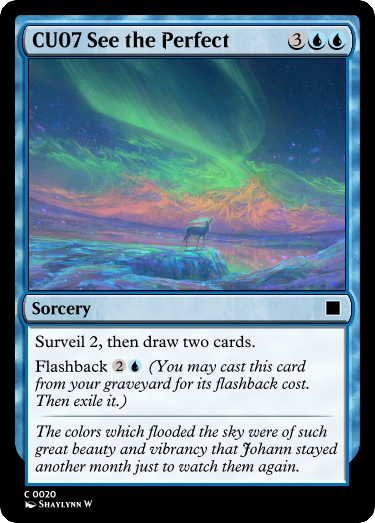 CU07 See the Perfect 3
Sorcery
Surveil 2, then draw two cards.
Flashback 2 (You may cast this card
from your graveyard for its flashback cost.
Then exile it.)
The colors which flooded the sky were of such
great beauty and vibrancy that Johann stayed
another month just to watch them again.
C 0020
Shaylynn W